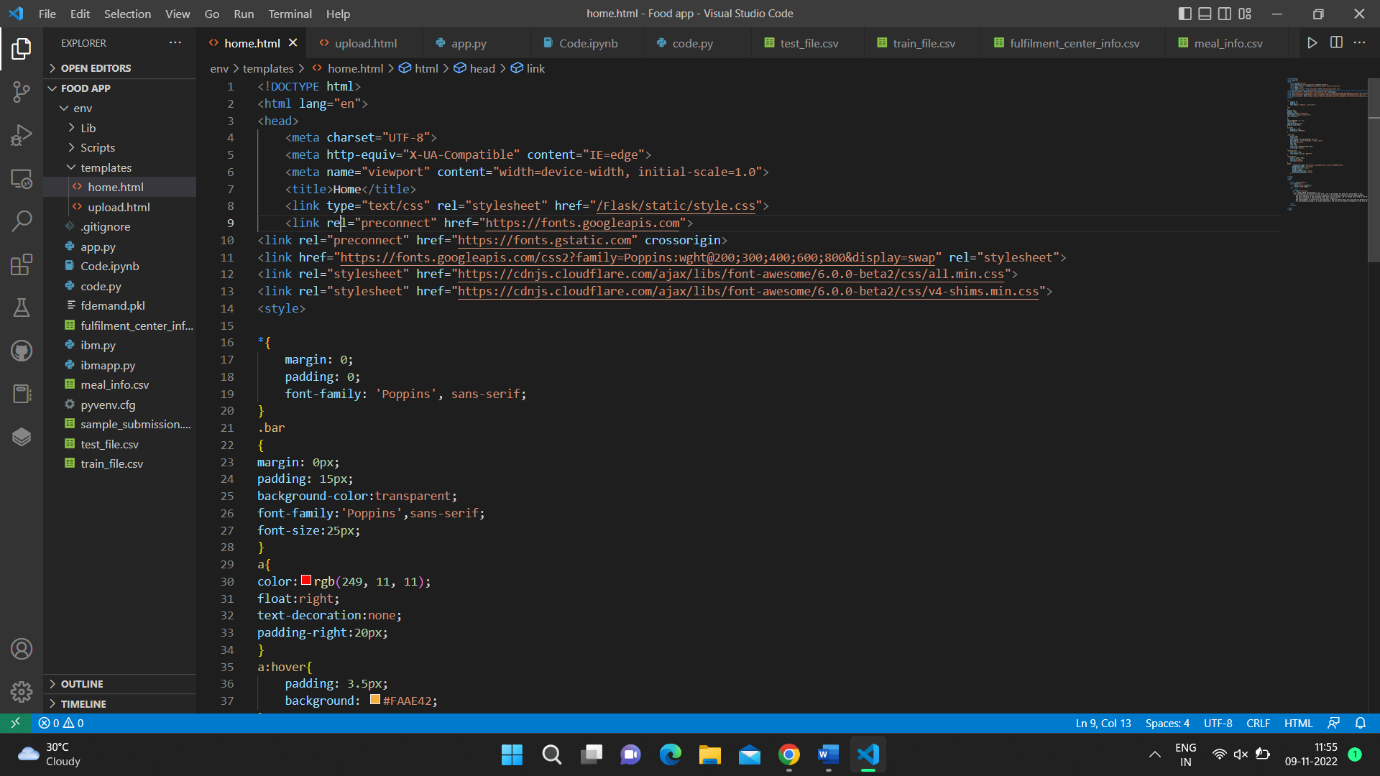 File Edit Selection View Go Run Terminal Help
home.html - Food app - Visual Studio Code
EXPLORER
home.html
upload.html
app.py
Code.ipynb
code.py
test_file.csv
train_file.csv
fulfilment_center_info.csv
meal_info.csv
OPEN EDITORS
FOOD APP
env
Lib
Scripts
templates
home.html
upload.html
.gitignore
app.py
Code.ipynb
code.py
fdemand.pkl
fulfilment_center_inf...
ibm.py
ibmapp.py
meal_info.csv
pyvenv.cfg
sample_submission....
test_file.csv
train_file.csv
OUTLINE
TIMELINE
env > templates > home.html > html > head > link
1 <!DOCTYPE html>
2 <html lang="en">
3 <head>
4 <meta charset="UTF-8">
5 <meta http-equiv="X-UA-Compatible" content="IE=edge">
6 <meta name="viewport" content="width=device-width, initial-scale=1.0">
7 <title>Home</title>
8 <link type="text/css" rel="stylesheet" href="/Flask/static/style.css">
9 <link rel="preconnect" href="https://fonts.googleapis.com">
10 <link rel="preconnect" href="https://fonts.gstatic.com" crossorigin>
11 <link href="https://fonts.googleapis.com/css2?family=Poppins:wght@200;300;400;600;800&display=swap" rel="stylesheet">
12 <link rel="stylesheet" href="https://cdnjs.cloudflare.com/ajax/libs/font-awesome/6.0.0-beta2/css/all.min.css">
13 <link rel="stylesheet" href="https://cdnjs.cloudflare.com/ajax/libs/font-awesome/6.0.0-beta2/css/v4-shims.min.css">
14 <style>
15
16 *{
17 margin: 0;
18 padding: 0;
19 font-family: 'Poppins', sans-serif;
20 }
21 .bar
22 {
23 margin: 0px;
24 padding: 15px;
25 background-color:transparent;
26 font-family:'Poppins',sans-serif;
27 font-size:25px;
28 }
29 a{
30 color:rgb(249, 11, 11);
31 float:right;
32 text-decoration:none;
33 padding-right:20px;
34 }
35 a:hover{
36 padding: 3.5px;
37 background: #FAAE42;
0 0
Ln 9, Col 13 Spaces: 4 UTF-8 CRLF HTML
30°C
Cloudy
ENG
IN
11:55
09-11-2022
1